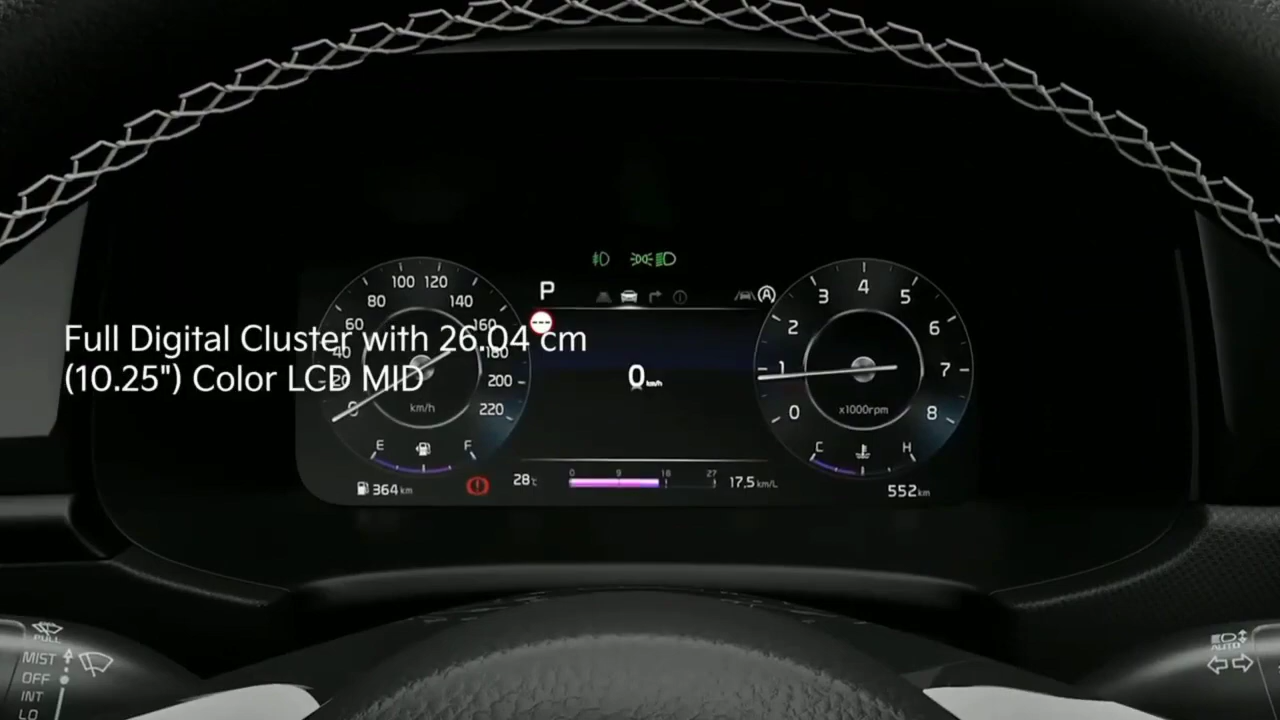 P
100 120
80
140
60
160
40
180
20
200
0
220
km/h
E
F
364 km
Full Digital Cluster with 26.04 cm
(10.25") Color LCD MID
0 km/h
28°C
0 9 18 27
17.5 km/L
A
3 4 5
2
6
1
7
0
8
x1000rpm
C
H
552 km
PULL
MIST
OFF
INT
LO
AUTO